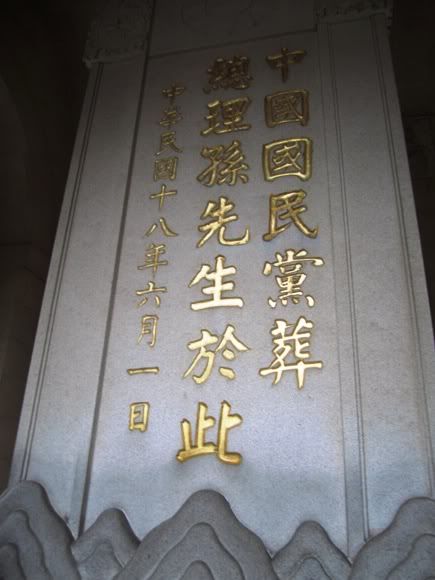 中國國民黨葬
總理孫先生於此
中華民國十八年六月一日